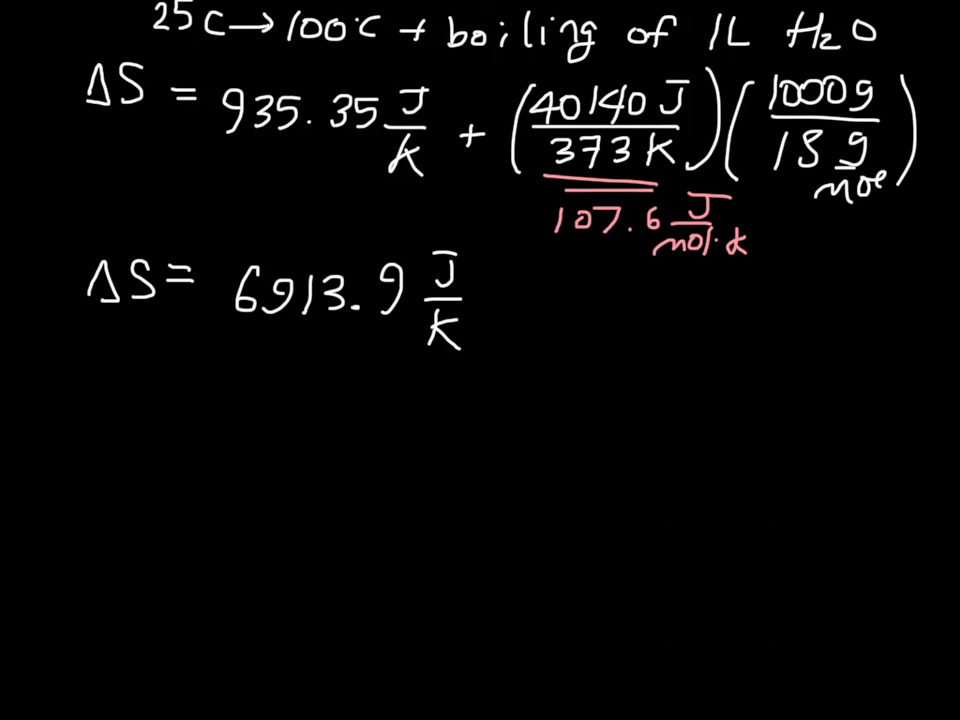 25C→100°C + boiling of 1L H₂O
ΔS = 935.35 J/K + (40140 J/373 K)(1000g/18 g/mol)
107.6 J/mol·K
ΔS = 6913.9 J/K